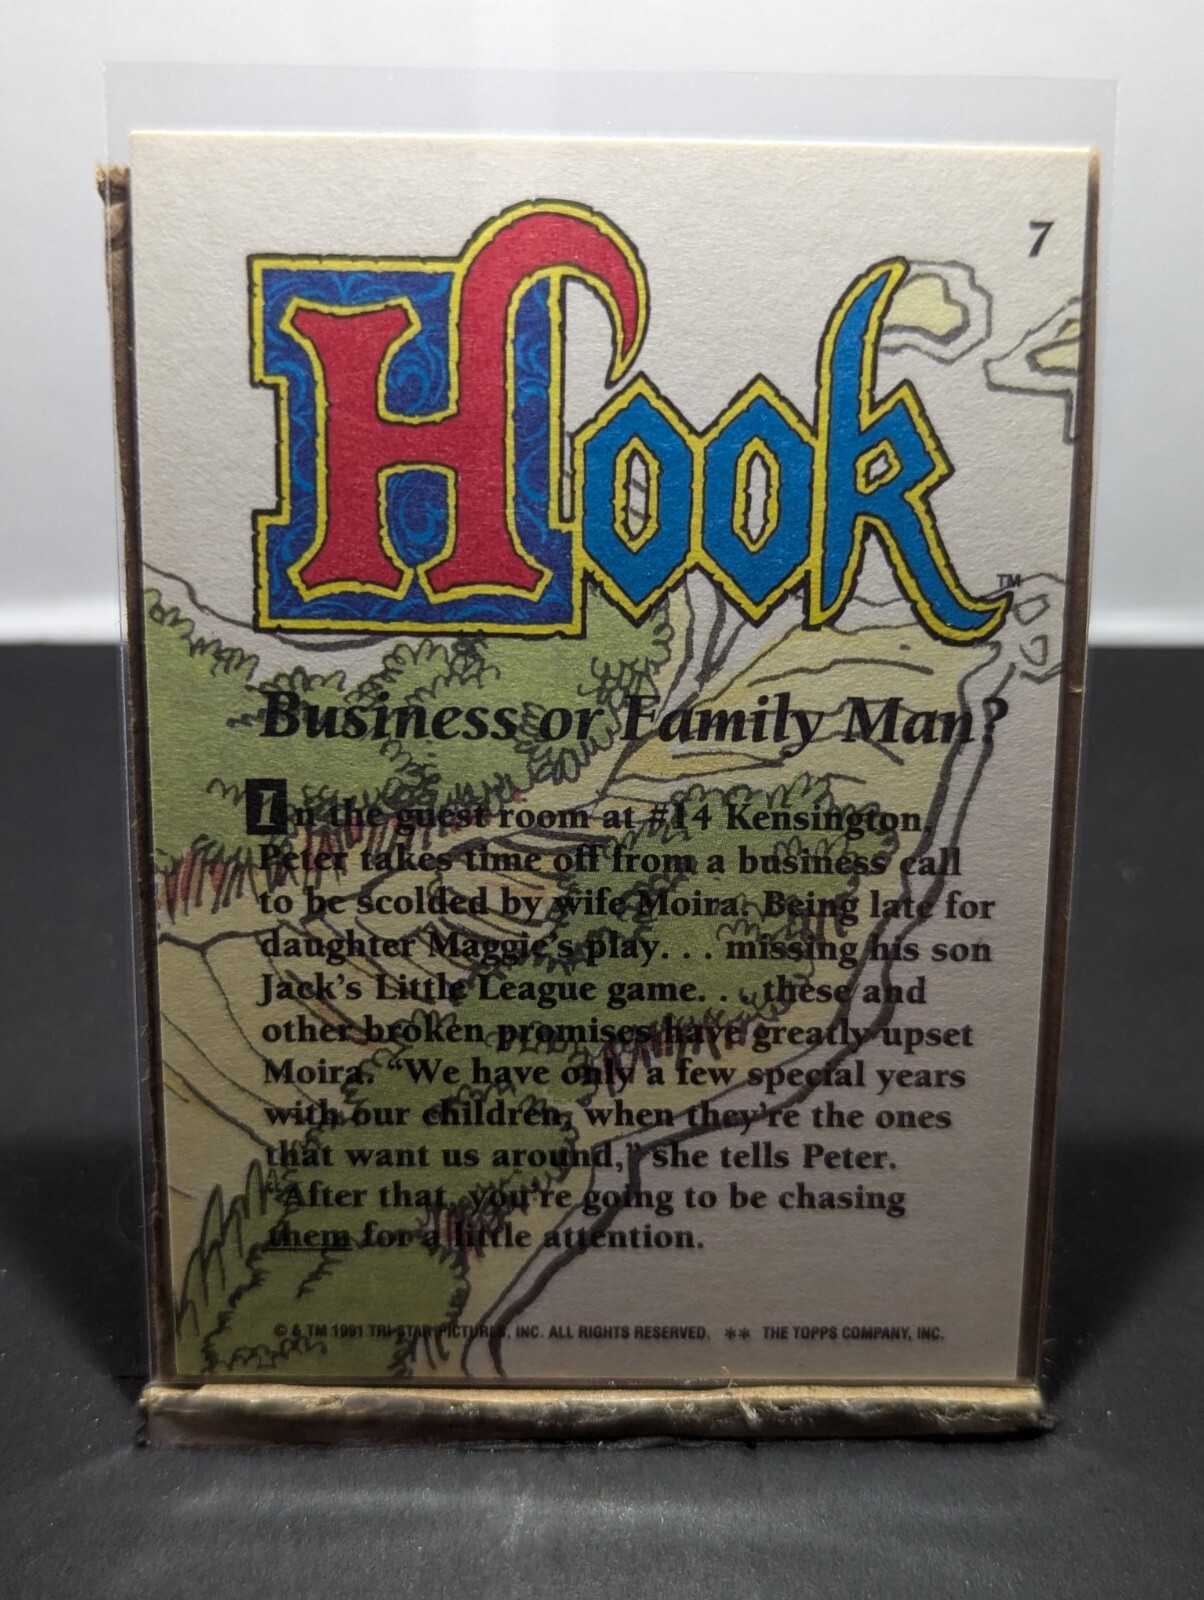 7
Hook™
Business or Family Man?
In the guest room at #14 Kensington,
Peter takes time off from a business call
to be scolded by wife Moira. Being late for
daughter Maggie's play. . . missing his son
Jack's Little League game. . . these and
other broken promises have greatly upset
Moira. “We have only a few special years
with our children, when they're the ones
that want us around,” she tells Peter.
“After that, you're going to be chasing
them for a little attention.
© & TM 1991 TRI-STAR PICTURES, INC. ALL RIGHTS RESERVED. ** THE TOPPS COMPANY, INC.